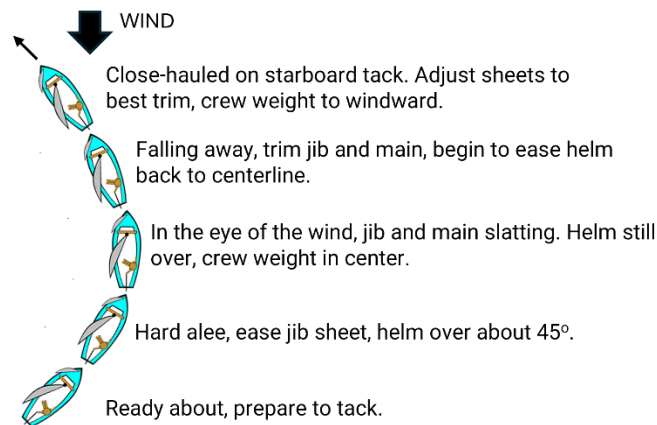 WIND
Close-hauled on starboard tack. Adjust sheets to
best trim, crew weight to windward.
Falling away, trim jib and main, begin to ease helm
back to centerline.
In the eye of the wind, jib and main slatting. Helm still
over, crew weight in center.
Hard alee, ease jib sheet, helm over about 45º.
Ready about, prepare to tack.